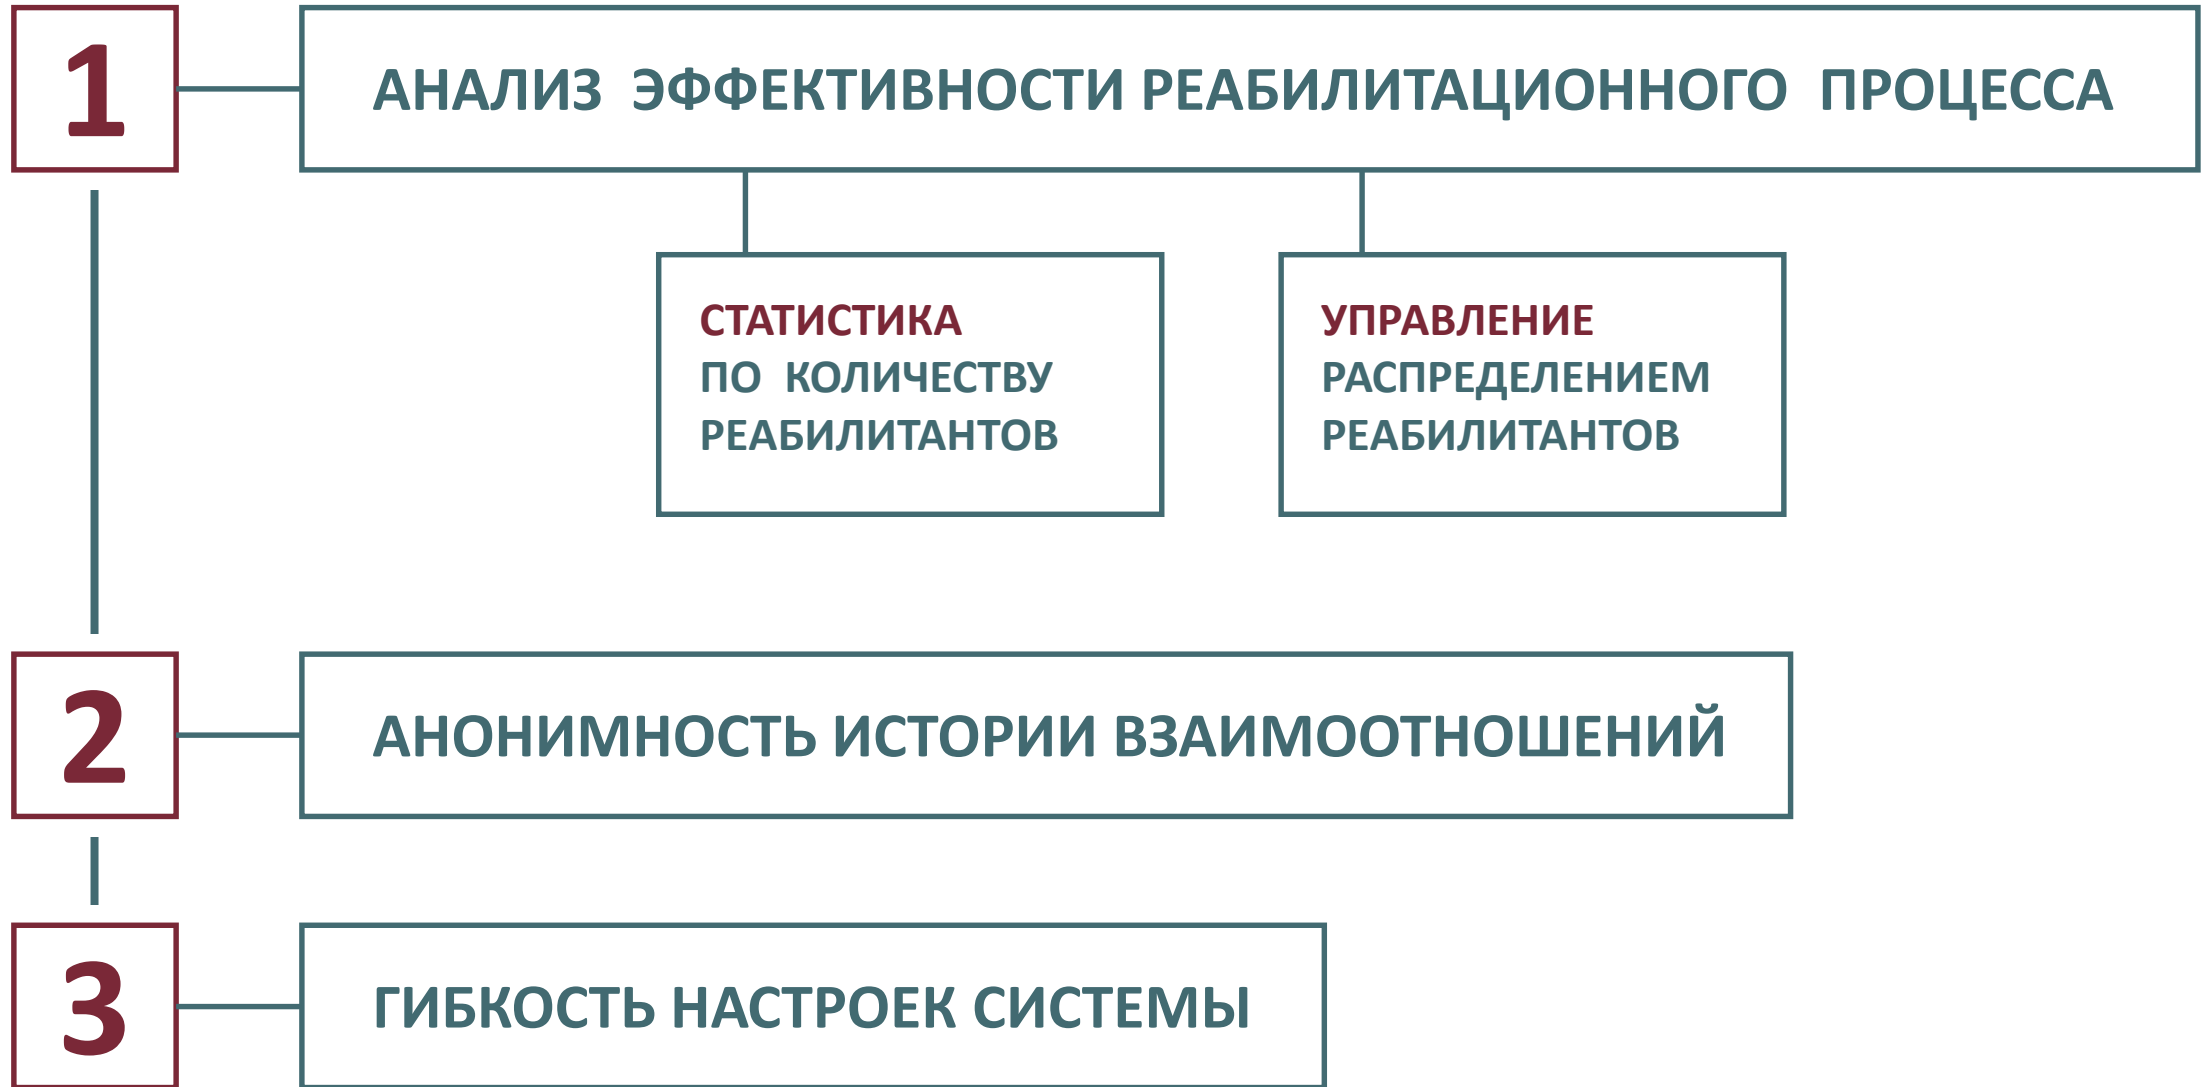 1
АНАЛИЗ ЭФФЕКТИВНОСТИ РЕАБИЛИТАЦИОННОГО ПРОЦЕССА
СТАТИСТИКА
ПО КОЛИЧЕСТВУ
РЕАБИЛИТАНТОВ
УПРАВЛЕНИЕ
РАСПРЕДЕЛЕНИЕМ
РЕАБИЛИТАНТОВ
2
АНОНИМНОСТЬ ИСТОРИИ ВЗАИМООТНОШЕНИЙ
3
ГИБКОСТЬ НАСТРОЕК СИСТЕМЫ